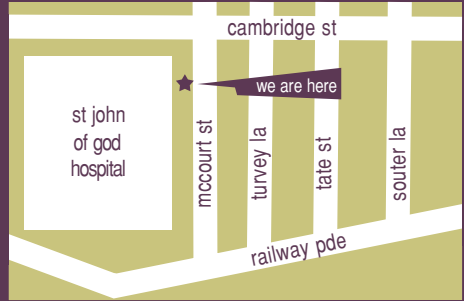 cambridge st
we are here
st john
of god
hospital
mccourt st
turvey la
tate st
souter la
railway pde